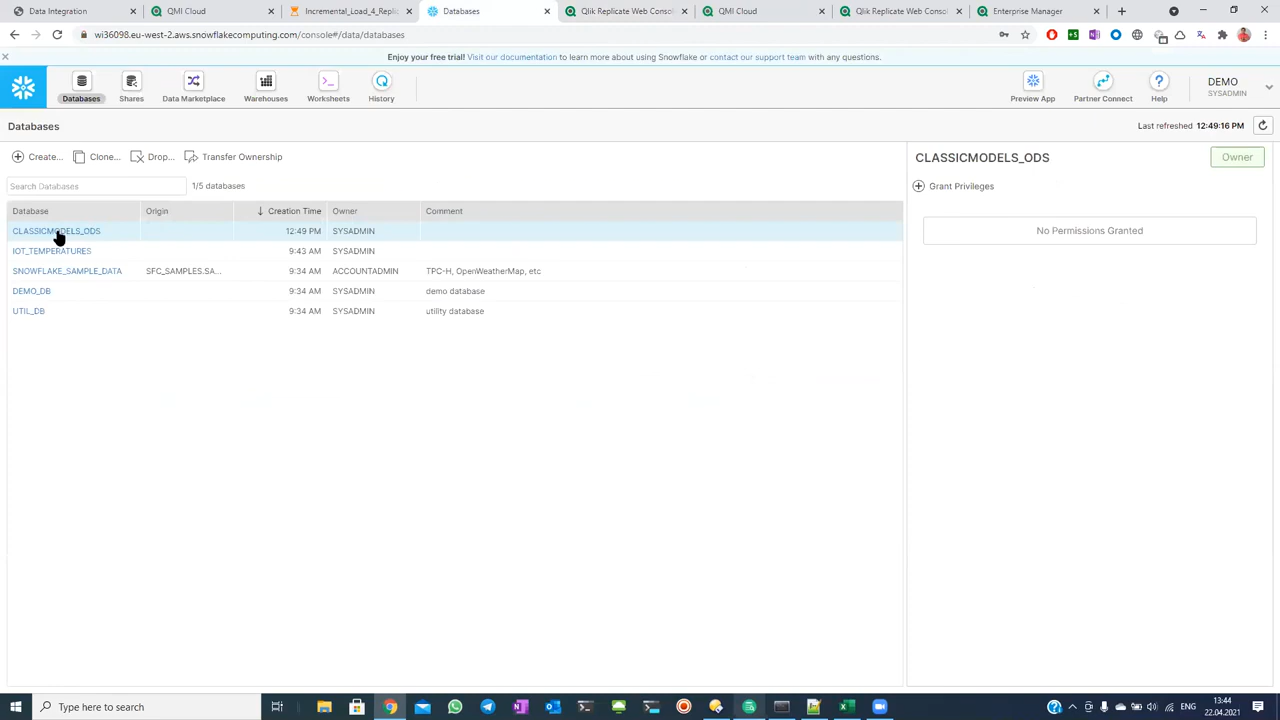 Data Integration
QMI Cloud
Incremental_Load_4_Replic
Databases
Qlik Replicate Web Consol
QMI Cloud
Qlik Replicate Web Consol
Enterprise Manager
wi36098.eu-west-2.aws.snowflakecomputing.com/console#/data/databases
Enjoy your free trial! Visit our documentation to learn more about using Snowflake or contact our support team with any questions.
Databases
Shares
Data Marketplace
Warehouses
Worksheets
History
Preview App
Partner Connect
Help
DEMO
SYSADMIN
Databases
Last refreshed 12:49:16 PM
Create...
Clone...
Drop...
Transfer Ownership
Search Databases
1/5 databases
Database Origin Creation Time Owner Comment
CLASSICMODELS_ODS 12:49 PM SYSADMIN
IOT_TEMPERATURES 9:43 AM SYSADMIN
SNOWFLAKE_SAMPLE_DATA SFC_SAMPLES.SA... 9:34 AM ACCOUNTADMIN TPC-H, OpenWeatherMap, etc
DEMO_DB 9:34 AM SYSADMIN demo database
UTIL_DB 9:34 AM SYSADMIN utility database
CLASSICMODELS_ODS
Owner
Grant Privileges
No Permissions Granted
Type here to search
13:44
22.04.2021